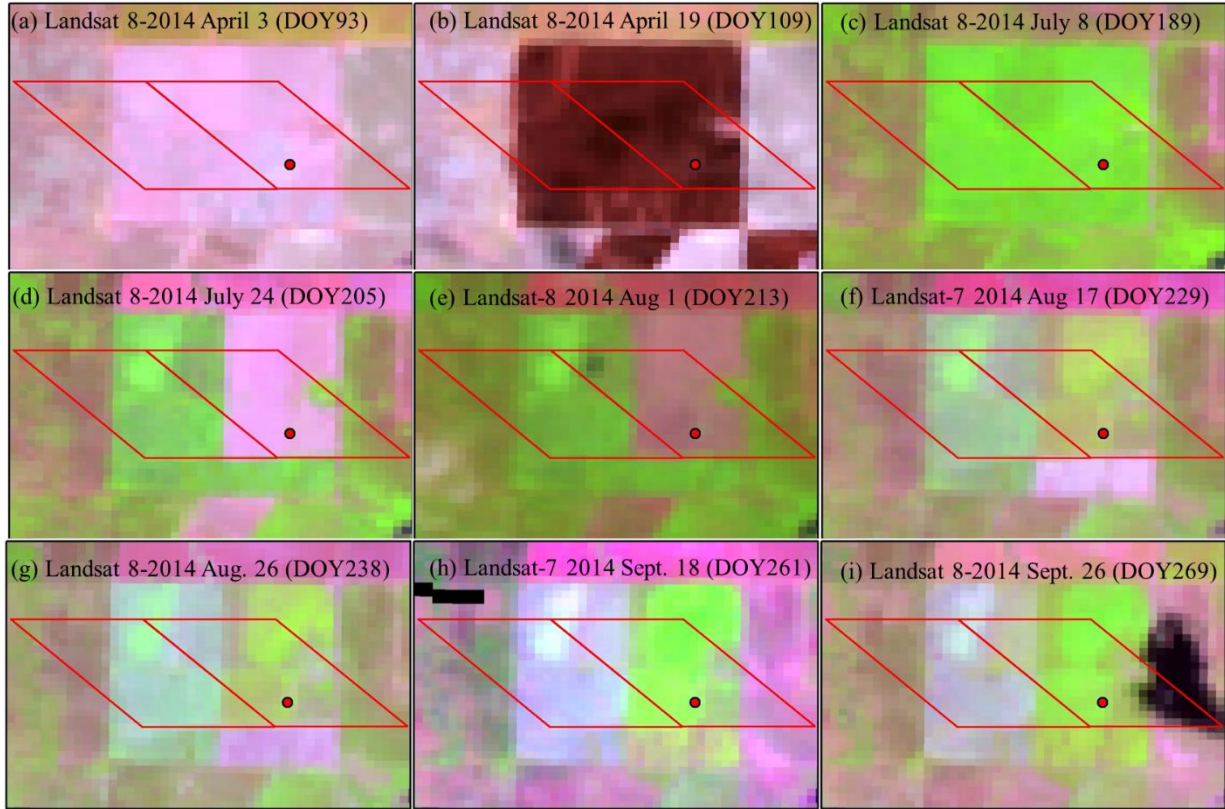 (a) Landsat 8-2014 April 3 (DOY93)
(b) Landsat 8-2014 April 19 (DOY109)
(c) Landsat 8-2014 July 8 (DOY189)
(d) Landsat 8-2014 July 24 (DOY205)
(e) Landsat-8 2014 Aug 1 (DOY213)
(f) Landsat-7 2014 Aug 17 (DOY229)
(g) Landsat 8-2014 Aug. 26 (DOY238)
(h) Landsat-7 2014 Sept. 18 (DOY261)
(i) Landsat 8-2014 Sept. 26 (DOY269)